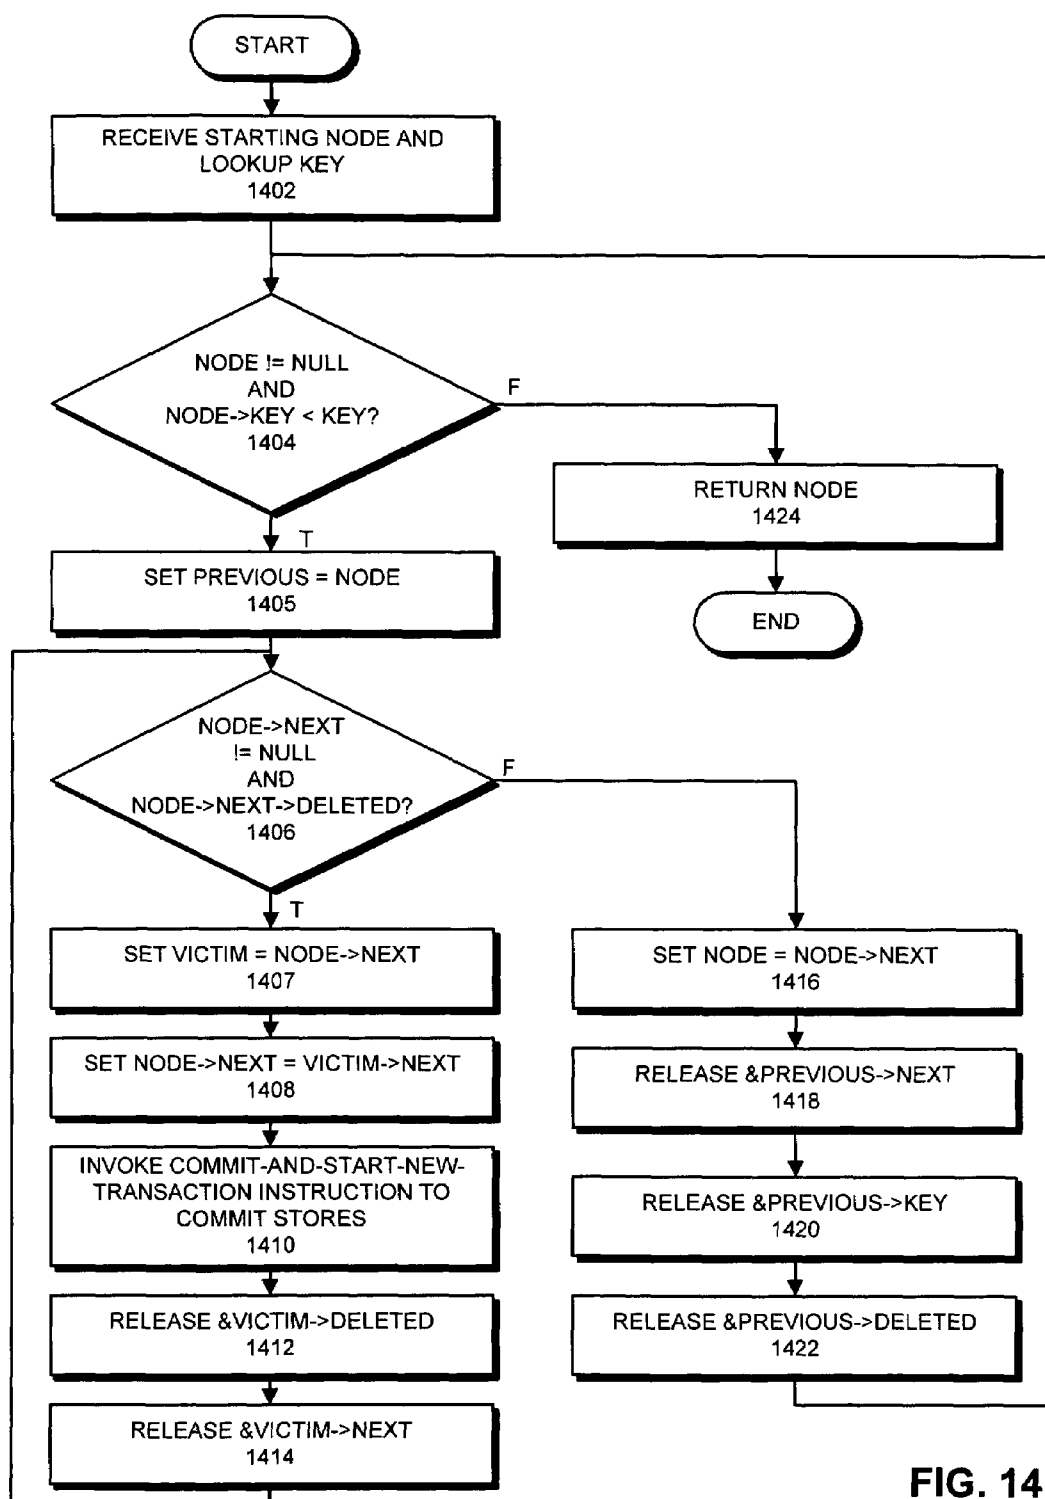 START
RECEIVE STARTING NODE AND
LOOKUP KEY
1402
NODE != NULL
AND
NODE->KEY < KEY?
1404
F
RETURN NODE
1424
END
T
SET PREVIOUS = NODE
1405
NODE->NEXT
!= NULL
AND
NODE->NEXT->DELETED?
1406
F
T
SET VICTIM = NODE->NEXT
1407
SET NODE->NEXT = VICTIM->NEXT
1408
INVOKE COMMIT-AND-START-NEW-
TRANSACTION INSTRUCTION TO
COMMIT STORES
1410
RELEASE &VICTIM->DELETED
1412
RELEASE &VICTIM->NEXT
1414
SET NODE = NODE->NEXT
1416
RELEASE &PREVIOUS->NEXT
1418
RELEASE &PREVIOUS->KEY
1420
RELEASE &PREVIOUS->DELETED
1422
FIG. 14